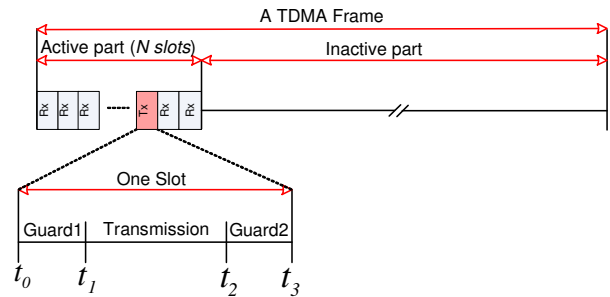 A TDMA Frame
Active part (N slots)
Inactive part
Rx Rx Rx Tx Rx Rx
One Slot
Guard1 Transmission Guard2
t0 t1 t2 t3